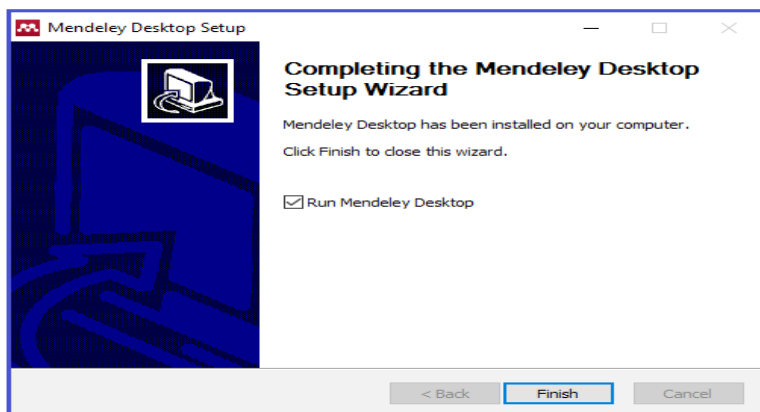 Mendeley Desktop Setup
Completing the Mendeley Desktop
Setup Wizard
Mendeley Desktop has been installed on your computer.
Click Finish to close this wizard.
Run Mendeley Desktop
< Back
Finish
Cancel